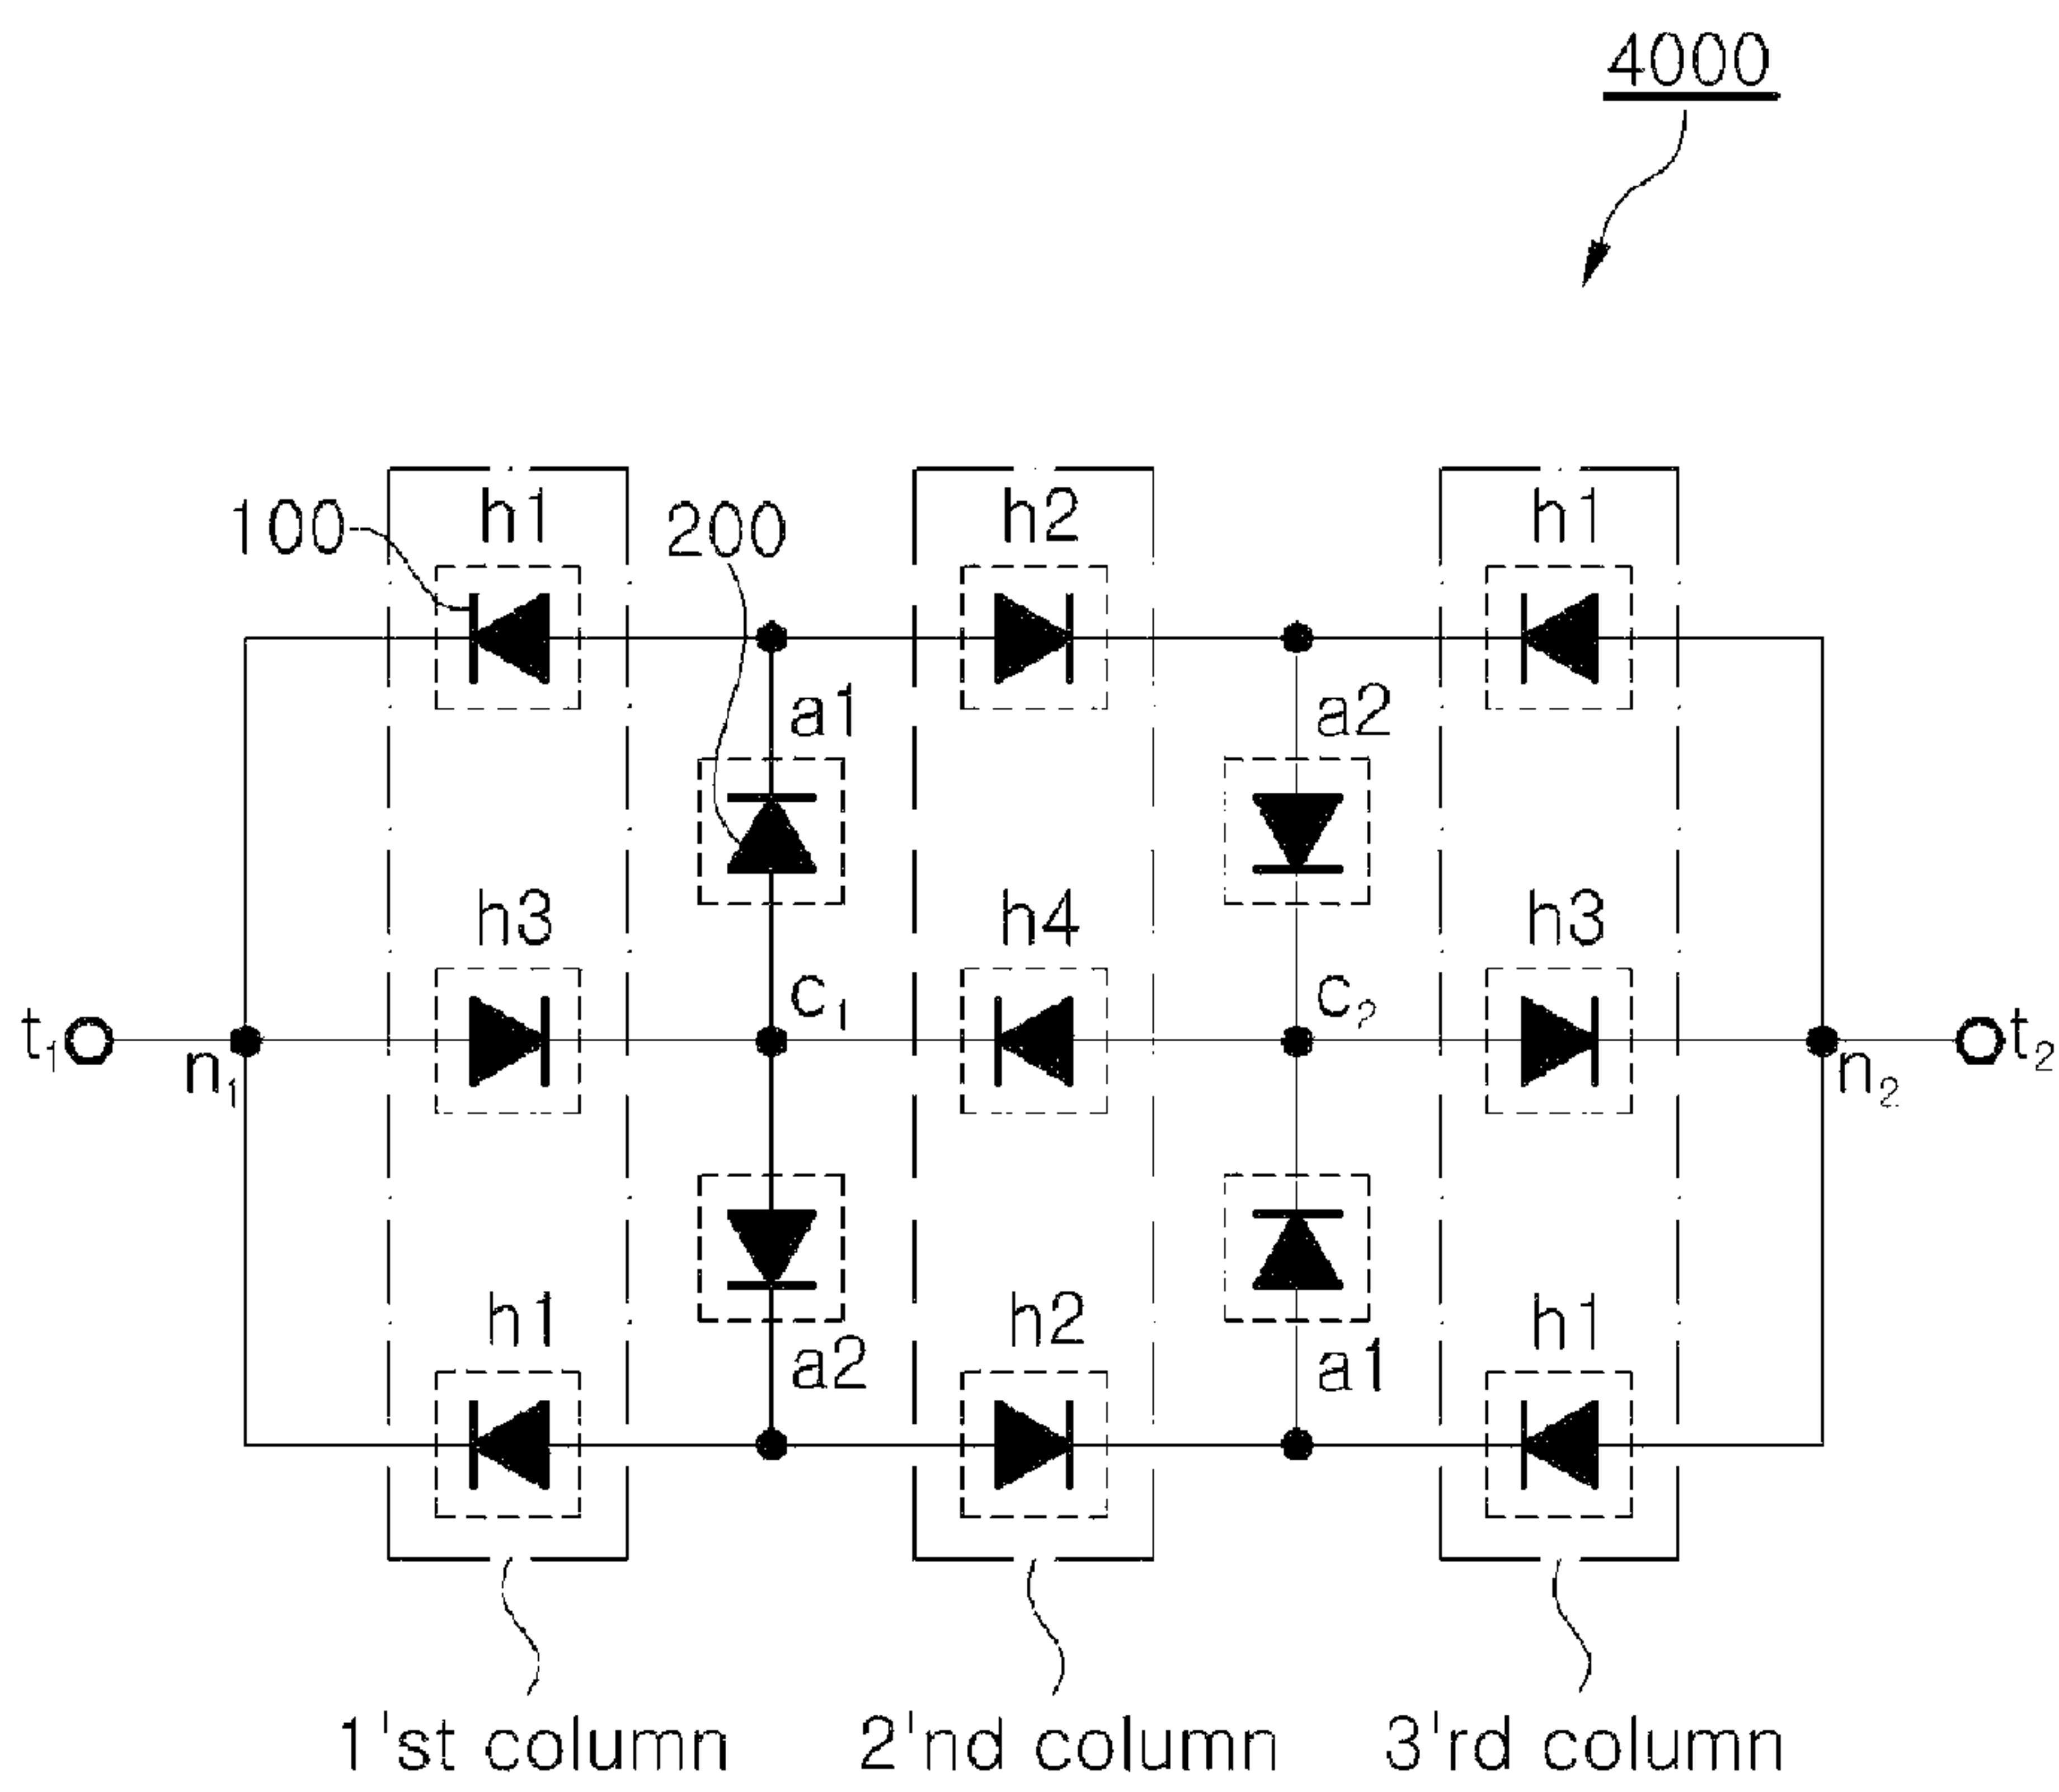 4000
100
h1
200
h2
h1
a1
a2
h3
h4
h3
t₁
n₁
c₁
c₂
n₂
t₂
h1
a2
h2
a1
h1
1'st column
2'nd column
3'rd column